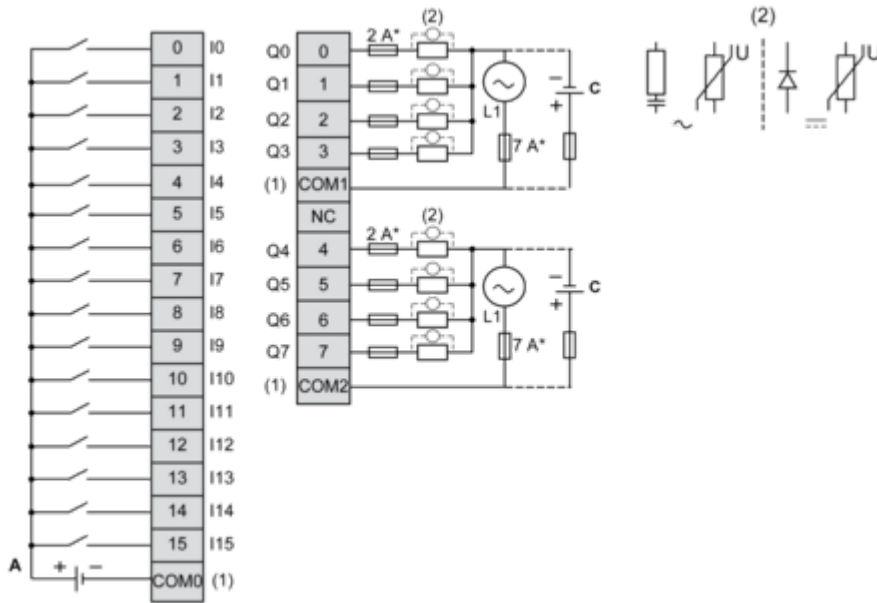 0 I0
1 I1
2 I2
3 I3
4 I4
5 I5
6 I6
7 I7
8 I8
9 I9
10 I10
11 I11
12 I12
13 I13
14 I14
15 I15
A + − COM0 (1)
(2)
Q0 0 2 A*
Q1 1
Q2 2
Q3 3
(1) COM1
L1
7 A*
− + C
NC
(2)
Q4 4 2 A*
Q5 5
Q6 6
Q7 7
(1) COM2
L1
7 A*
− + C
(2)
U U